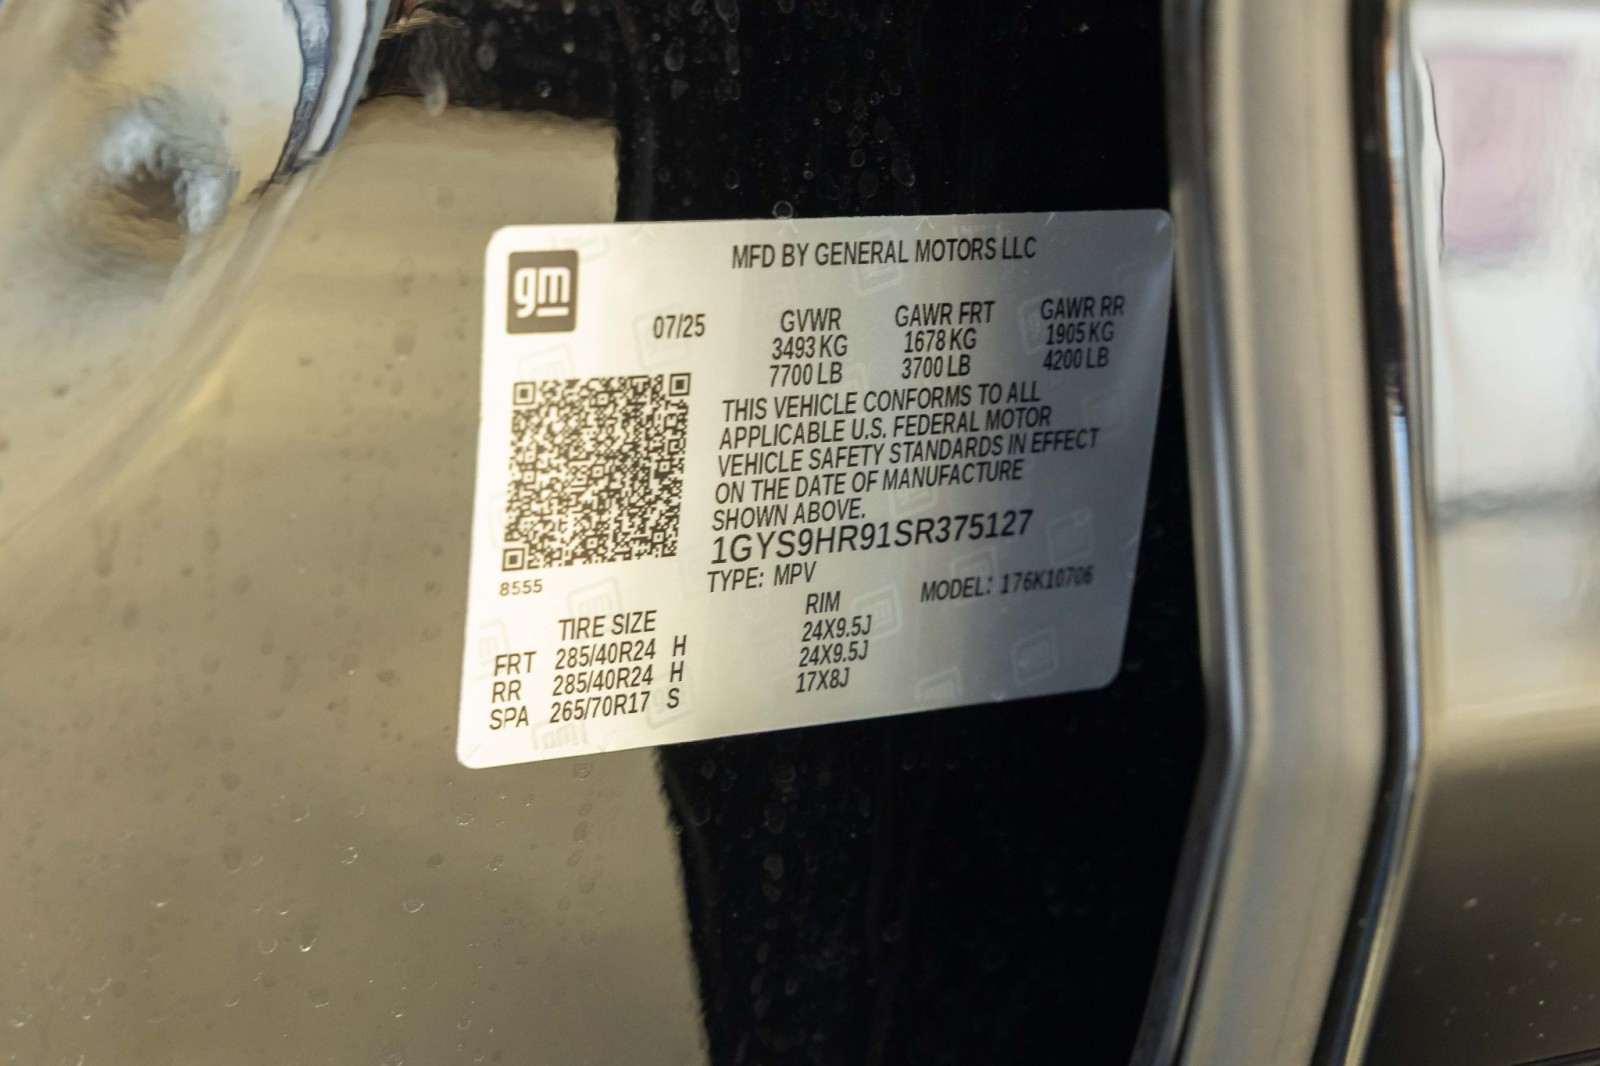 gm
MFD BY GENERAL MOTORS LLC
07/25 GVWR GAWR FRT GAWR RR
3493 KG 1678 KG 1905 KG
7700 LB 3700 LB 4200 LB
THIS VEHICLE CONFORMS TO ALL
APPLICABLE U.S. FEDERAL MOTOR
VEHICLE SAFETY STANDARDS IN EFFECT
ON THE DATE OF MANUFACTURE
SHOWN ABOVE.
1GYS9HR91SR375127
8555
TYPE: MPV MODEL: 176K10706
TIRE SIZE RIM
FRT 285/40R24 H 24X9.5J
RR 285/40R24 H 24X9.5J
SPA 265/70R17 S 17X8J